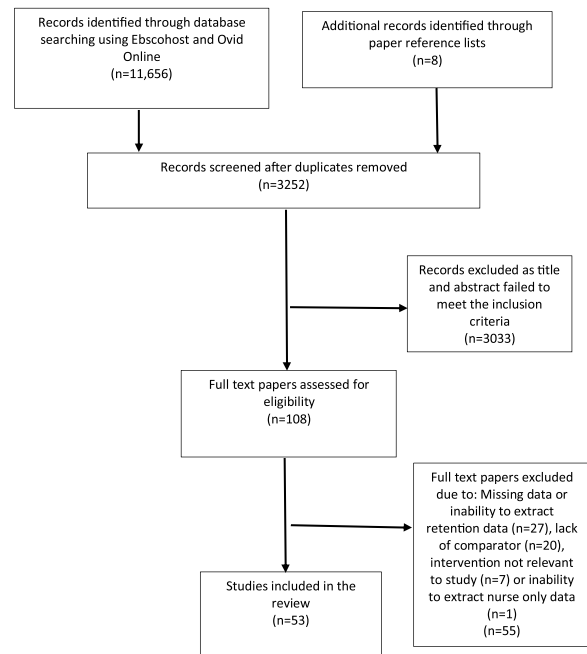 Records identified through database
searching using Ebscohost and Ovid
Online
(n=11,656)
Additional records identified through
paper reference lists
(n=8)
Records screened after duplicates removed
(n=3252)
Records excluded as title
and abstract failed to
meet the inclusion
criteria
(n=3033)
Full text papers assessed for
eligibility
(n=108)
Full text papers excluded
due to: Missing data or
inability to extract
retention data (n=27), lack
of comparator (n=20),
intervention not relevant
to study (n=7) or inability
to extract nurse only data
(n=1)
(n=55)
Studies included in the
review
(n=53)